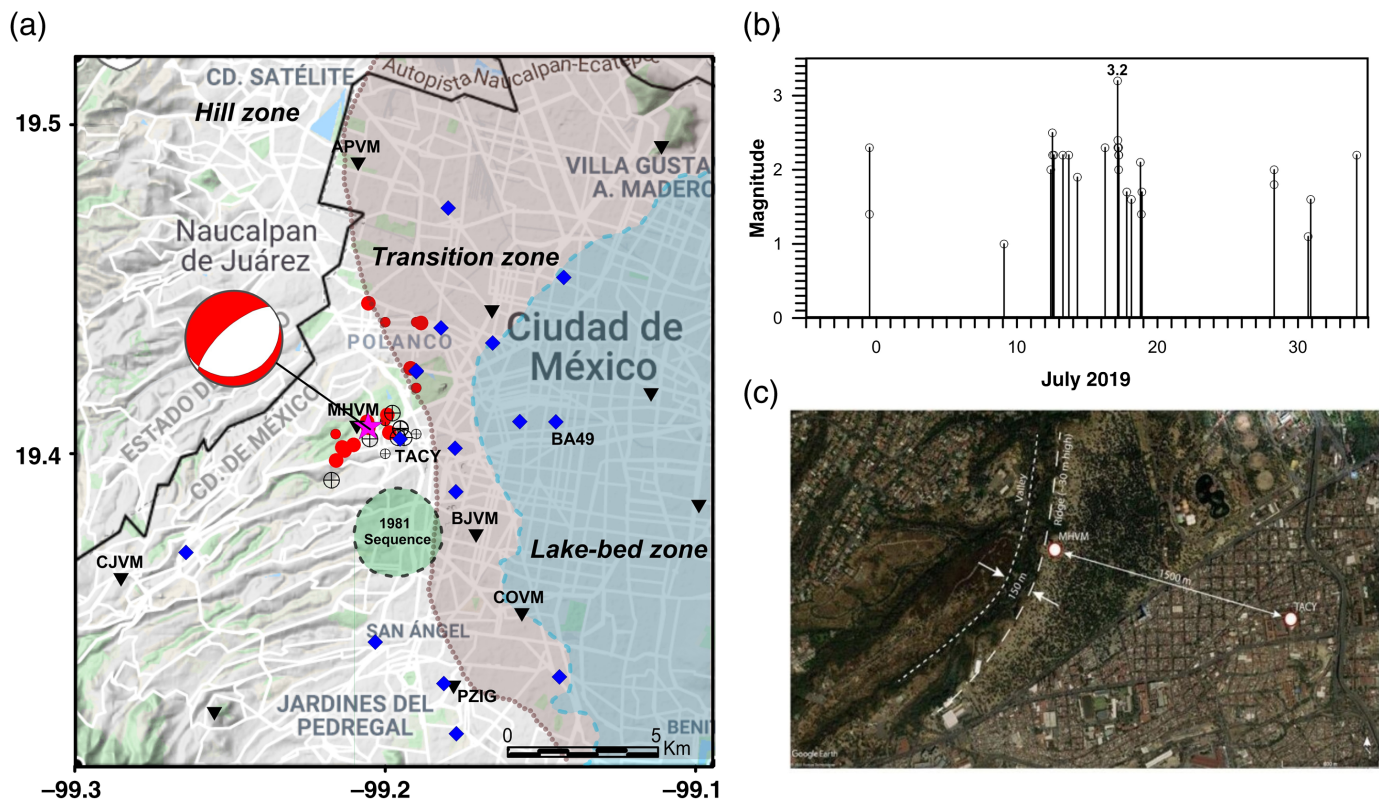 (a)
CD. SATÉLITE
Autopista Naucalpan-Ecatepec
Hill zone
19.5
APVM
VILLA GUSTA
A. MADERO
Naucalpan
de Juárez
Transition zone
Ciudad de
México
POLANCO
ESTADO DE
CD. DE MÉXICO
MHVM
19.4
TACY
BA49
1981
Sequence
BJVM
Lake-bed zone
CJVM
COVM
SAN ÁNGEL
PZIG
JARDINES DEL
PEDREGAL
BENI
0 5
Km
–99.3 –99.2 –99.1
(b)
3.2
3
2
1
0
Magnitude
0 10 20 30
July 2019
(c)
Valley
Ridge (~30 m high)
MHVM
150 m
1500 m
TACY
Google Earth